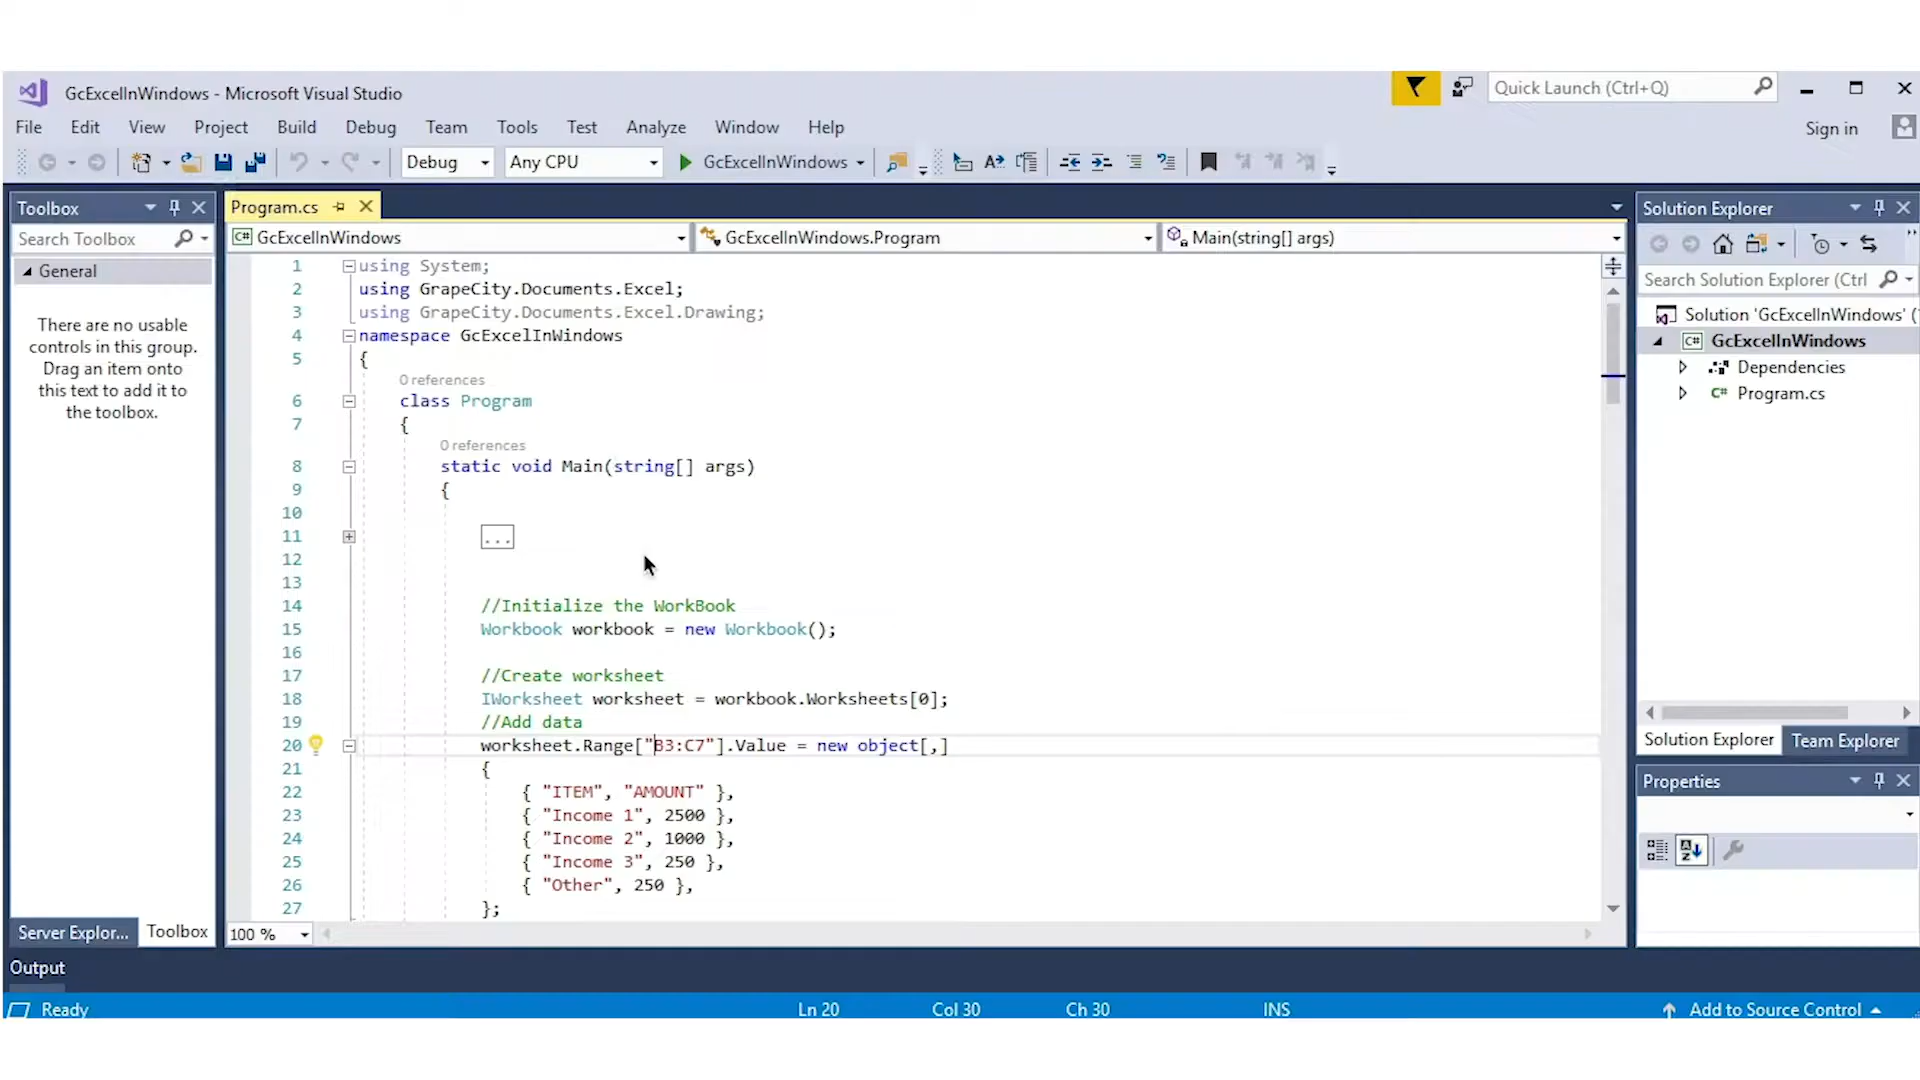 GcExcelInWindows - Microsoft Visual Studio
Quick Launch (Ctrl+Q)
File Edit View Project Build Debug Team Tools Test Analyze Window Help
Sign in
Debug Any CPU GcExcelInWindows
Toolbox
Search Toolbox
General
There are no usable
controls in this group.
Drag an item onto
this text to add it to
the toolbox.
Server Explor... Toolbox
Program.cs
C# GcExcelInWindows GcExcelInWindows.Program Main(string[] args)
1 using System;
2 using GrapeCity.Documents.Excel;
3 using GrapeCity.Documents.Excel.Drawing;
4 namespace GcExcelInWindows
5 {
0 references
6 class Program
7 {
0 references
8 static void Main(string[] args)
9 {
10
11 ...
12
13
14 //Initialize the WorkBook
15 Workbook workbook = new Workbook();
16
17 //Create worksheet
18 IWorksheet worksheet = workbook.Worksheets[0];
19 //Add data
20 worksheet.Range["B3:C7"].Value = new object[,]
21 {
22 { "ITEM", "AMOUNT" },
23 { "Income 1", 2500 },
24 { "Income 2", 1000 },
25 { "Income 3", 250 },
26 { "Other", 250 },
27 };
100 %
Solution Explorer
Search Solution Explorer (Ctrl
Solution 'GcExcelInWindows' (
C# GcExcelInWindows
Dependencies
C# Program.cs
Solution Explorer Team Explorer
Properties
Output
Ready Ln 20 Col 30 Ch 30 INS Add to Source Control